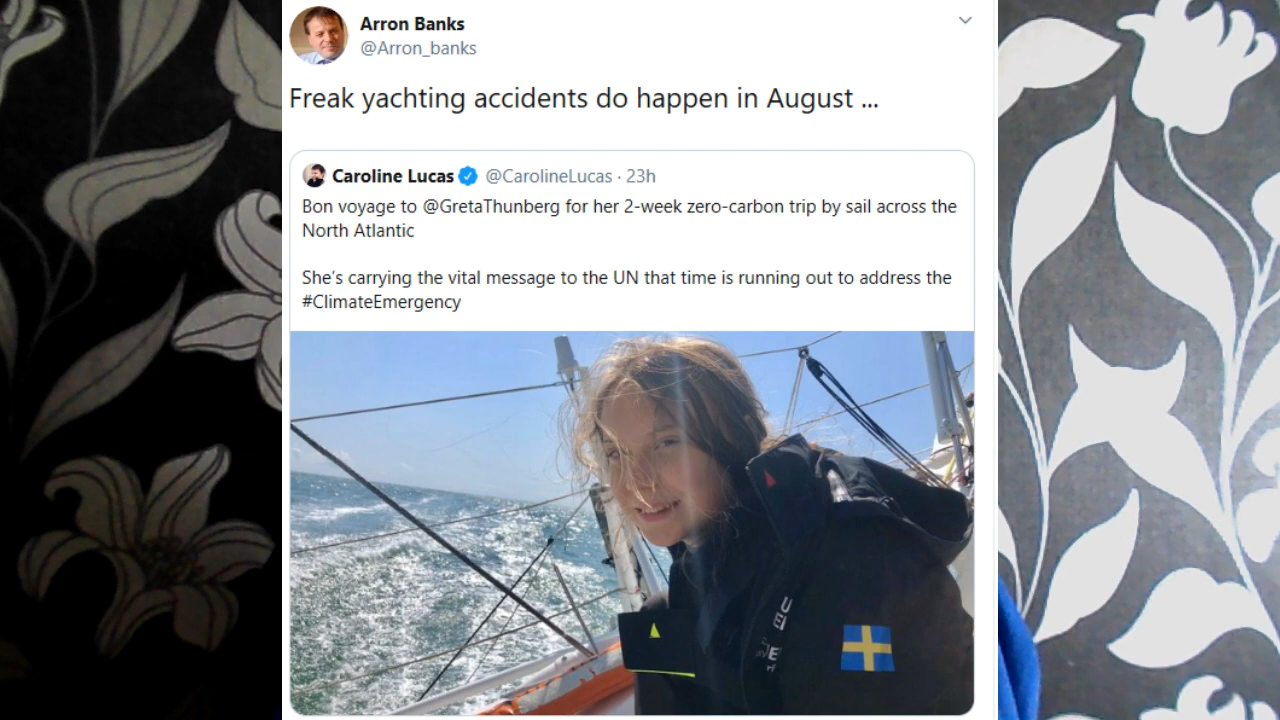 Arron Banks
@Arron_banks
Freak yachting accidents do happen in August ...
Caroline Lucas @CarolineLucas · 23h
Bon voyage to @GretaThunberg for her 2-week zero-carbon trip by sail across the
North Atlantic
She's carrying the vital message to the UN that time is running out to address the
#ClimateEmergency